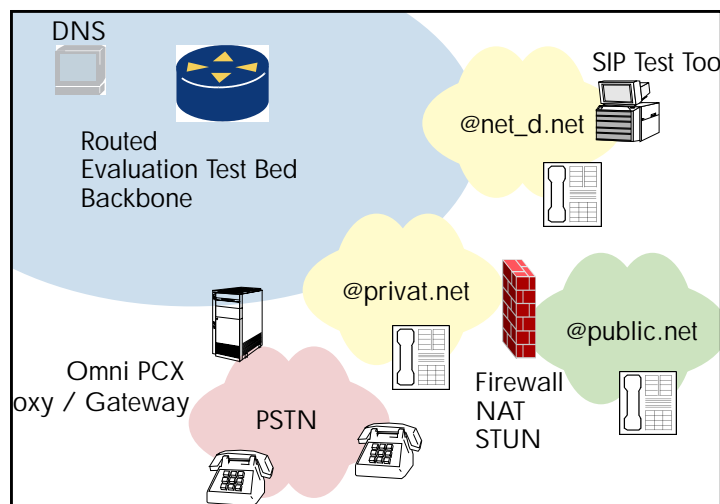 DNS
SIP Test Too
@net_d.net
Routed
Evaluation Test Bed
Backbone
@privat.net
@public.net
Omni PCX
oxy / Gateway
PSTN
Firewall
NAT
STUN